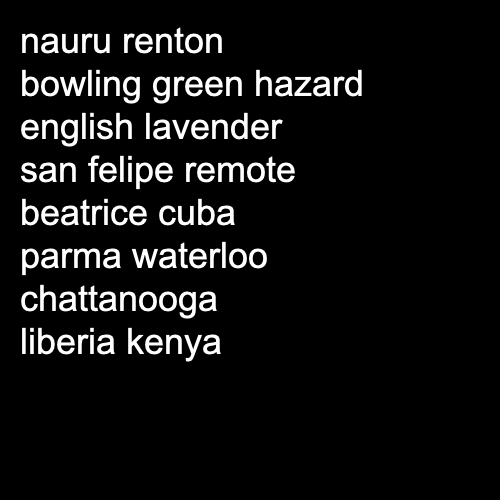 nauru renton
bowling green hazard
english lavender
san felipe remote
beatrice cuba
parma waterloo
chattanooga
liberia kenya